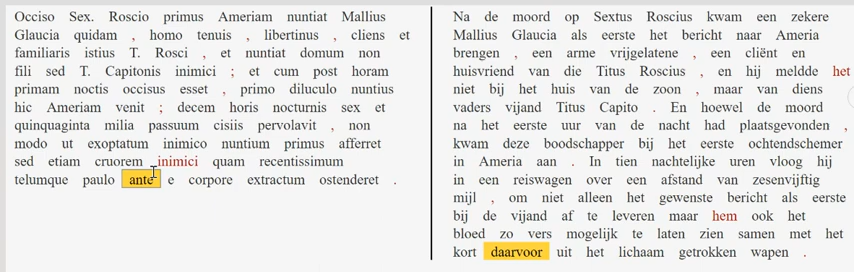 Occiso Sex. Roscio primus Ameriam nuntiat Mallius
Glaucia quidam , homo tenuis , libertinus , cliens et
familiaris istius T. Rosci , et nuntiat domum non
fili sed T. Capitonis inimici ; et cum post horam
primam noctis occisus esset , primo diluculo nuntius
hic Ameriam venit ; decem horis nocturnis sex et
quinquaginta milia passuum cisiis pervolavit , non
modo ut exoptatum inimico nuntium primus afferret
sed etiam cruorem inimici quam recentissimum
telumque paulo ante e corpore extractum ostenderet .
Na de moord op Sextus Roscius kwam een zekere
Mallius Glaucia als eerste het bericht naar Ameria
brengen , een arme vrijgelatene , een cliënt en
huisvriend van die Titus Roscius , en hij meldde het
niet bij het huis van de zoon , maar van diens
vaders vijand Titus Capito . En hoewel de moord
na het eerste uur van de nacht had plaatsgevonden ,
kwam deze boodschapper bij het eerste ochtendschemer
in Ameria aan . In tien nachtelijke uren vloog hij
in een reiswagen over een afstand van zesenvijftig
mijl , om niet alleen het gewenste bericht als eerste
bij de vijand af te leveren maar hem ook het
bloed zo vers mogelijk te laten zien samen met het
kort daarvoor uit het lichaam getrokken wapen .